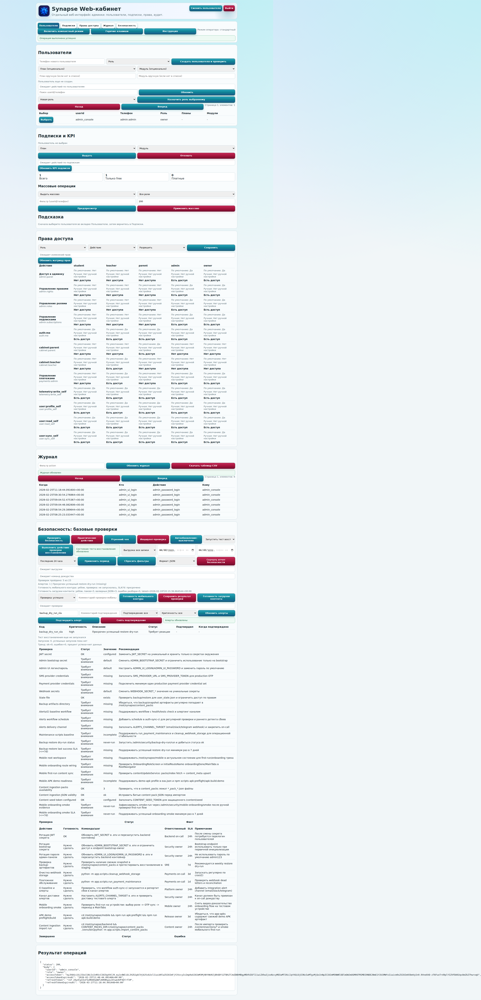 Synapse Web-кабинет
Отдельный веб-интерфейс админки: пользователи, подписки, права, аудит.
Сменить пользователя
Выйти
Пользователи
Подписки
Права доступа
Журнал
Безопасность
Включить компактный режим
Горячие клавиши
Инструкция
Режим оператора: стандартный
Операция выполнена успешно
Пользователи
Телефон нового пользователя
Роль
Создать пользователя и проверить
План (опционально)
Модуль (опционально)
План вручную (если нет в списке)
Модуль вручную (если нет в списке)
Пользователь еще не создан.
Ожидает действий по пользователям
Поиск userId/телефон
Обновить
Новая роль
Назначить роль выбранному
Назад
Вперед
Страница 1, элементов: 1
Выбор userId Телефон Роль Планы Модули
Выбрать admin_console admin:admin owner - -
Подписки и KPI
Пользователь не выбран
План
Модуль
Выдать
Отозвать
Ожидает действий по подпискам
Обновить KPI подписок
1
Всего
1
Только free
0
Платные
Массовые операции
Выдать массово
Все роли
Фильтр (userId/телефон)
200
Предпросмотр
Применить массово
Подсказка
Сначала выберите пользователя во вкладке Пользователи, затем вернитесь в Подписки.
Права доступа
Роль
Действие
Разрешить
Сохранить
Ожидает изменений прав
Обновить матрицу прав
Действие student teacher parent admin owner
По умолчанию: Нет По умолчанию: Нет По умолчанию: Нет По умолчанию: Да По умолчанию: Да
Доступ в админку
admin:panel
Ручная: Нет ручной настройки Ручная: Нет ручной настройки Ручная: Нет ручной настройки Ручная: Нет ручной настройки Ручная: Нет ручной настройки
Нет доступа Нет доступа Нет доступа Есть доступ Есть доступ
По умолчанию: Нет По умолчанию: Нет По умолчанию: Нет По умолчанию: Да По умолчанию: Да
Управление правами
admin:rights
Ручная: Нет ручной настройки Ручная: Нет ручной настройки Ручная: Нет ручной настройки Ручная: Нет ручной настройки Ручная: Нет ручной настройки
Нет доступа Нет доступа Нет доступа Есть доступ Есть доступ
По умолчанию: Нет По умолчанию: Нет По умолчанию: Нет По умолчанию: Да По умолчанию: Да
Управление ролями
admin:roles
Ручная: Нет ручной настройки Ручная: Нет ручной настройки Ручная: Нет ручной настройки Ручная: Нет ручной настройки Ручная: Нет ручной настройки
Нет доступа Нет доступа Нет доступа Есть доступ Есть доступ
По умолчанию: Нет По умолчанию: Нет По умолчанию: Нет По умолчанию: Да По умолчанию: Да
Управление подписками
admin:subscriptions
Ручная: Нет ручной настройки Ручная: Нет ручной настройки Ручная: Нет ручной настройки Ручная: Нет ручной настройки Ручная: Нет ручной настройки
Нет доступа Нет доступа Нет доступа Есть доступ Есть доступ
По умолчанию: Да По умолчанию: Да По умолчанию: Да По умолчанию: Да По умолчанию: Да
auth:me
auth:me
Ручная: Нет ручной настройки Ручная: Нет ручной настройки Ручная: Нет ручной настройки Ручная: Нет ручной настройки Ручная: Нет ручной настройки
Есть доступ Есть доступ Есть доступ Есть доступ Есть доступ
По умолчанию: Нет По умолчанию: Нет По умолчанию: Да По умолчанию: Нет По умолчанию: Нет
cabinet:parent
cabinet:parent
Ручная: Нет ручной настройки Ручная: Нет ручной настройки Ручная: Нет ручной настройки Ручная: Нет ручной настройки Ручная: Нет ручной настройки
Нет доступа Нет доступа Есть доступ Нет доступа Нет доступа
По умолчанию: Нет По умолчанию: Да По умолчанию: Нет По умолчанию: Нет По умолчанию: Нет
cabinet:teacher
cabinet:teacher
Ручная: Нет ручной настройки Ручная: Нет ручной настройки Ручная: Нет ручной настройки Ручная: Нет ручной настройки Ручная: Нет ручной настройки
Нет доступа Есть доступ Нет доступа Нет доступа Нет доступа
По умолчанию: Нет По умолчанию: Да По умолчанию: Нет По умолчанию: Да По умолчанию: Да
Управление платежами
payments:admin
Ручная: Нет ручной настройки Ручная: Нет ручной настройки Ручная: Нет ручной настройки Ручная: Нет ручной настройки Ручная: Нет ручной настройки
Нет доступа Есть доступ Нет доступа Есть доступ Есть доступ
По умолчанию: Да По умолчанию: Да По умолчанию: Да По умолчанию: Да По умолчанию: Да
telemetry:write_self
telemetry:write_self
Ручная: Нет ручной настройки Ручная: Нет ручной настройки Ручная: Нет ручной настройки Ручная: Нет ручной настройки Ручная: Нет ручной настройки
Есть доступ Есть доступ Есть доступ Есть доступ Есть доступ
По умолчанию: Да По умолчанию: Да По умолчанию: Да По умолчанию: Да По умолчанию: Да
user:profile_self
user:profile_self
Ручная: Нет ручной настройки Ручная: Нет ручной настройки Ручная: Нет ручной настройки Ручная: Нет ручной настройки Ручная: Нет ручной настройки
Есть доступ Есть доступ Есть доступ Есть доступ Есть доступ
По умолчанию: Да По умолчанию: Да По умолчанию: Да По умолчанию: Да По умолчанию: Да
user:read_self
user:read_self
Ручная: Нет ручной настройки Ручная: Нет ручной настройки Ручная: Нет ручной настройки Ручная: Нет ручной настройки Ручная: Нет ручной настройки
Есть доступ Есть доступ Есть доступ Есть доступ Есть доступ
По умолчанию: Да По умолчанию: Да По умолчанию: Да По умолчанию: Да По умолчанию: Да
user:sync_self
user:sync_self
Ручная: Нет ручной настройки Ручная: Нет ручной настройки Ручная: Нет ручной настройки Ручная: Нет ручной настройки Ручная: Нет ручной настройки
Есть доступ Есть доступ Есть доступ Есть доступ Есть доступ
Журнал
Фильтр action
Обновить журнал
Скачать таблицу CSV
Журнал обновлен
Назад
Вперед
Страница 1, элементов: 6
Когда Кто Действие Кому
2026-02-25T11:18:44.091600+00:00 admin_ui_login admin_password_login admin_console
2026-02-25T09:30:54.276864+00:00 admin_ui_login admin_password_login admin_console
2026-02-25T09:04:52.475367+00:00 admin_ui_login admin_password_login admin_console
2026-02-25T09:04:46.082806+00:00 admin_ui_login admin_password_login admin_console
2026-02-25T08:54:29.389644+00:00 admin_ui_login admin_password_login admin_console
2026-02-25T08:25:23.033447+00:00 admin_ui_login admin_password_login admin_console
Безопасность: базовые проверки
Проверить безопасность
Практические действия
Утренний чек
Инцидент-проверка
Автообновление: выключено
Запустить тест восст
Выполнить действие проверки восстановления
Состояние теста восстановления обновлено
Выгрузка: все записи
mm/dd/yyyy, --:-- --
mm/dd/yyyy, --:-- --
Последние 24 часа
Применить период
Сбросить фильтры
Формат: JSON
Скачать отчет безопасности
Ожидает выгрузки
Ожидает команд дежурства
Проверок пройдено: 5 из 23
Алертов: 1 | Просрочен успешный restore dry-run (missing)
Готовность мобильного контура: yellow, проверка: не запускалась, SLA7d: просрочено
Готовность загрузки контента: yellow, паков=3, валидных JSON=3, ошибок разбора=0, latest=2026-02-19T20:15:36.664544+00:00
Проверка: успешно
Комментарий проверки мобильн
Готовность мобильного контура
Сохранить результат проверки
Готовность загрузки контента
Ожидает проверки
backup_dry_run_sla
Комментарий подтверждения
Подтверждение: все
Критичность: все
Обновить алерты
Подтвердить алерт
Снять подтверждение
Алерты обновлены
Код Критичность Описание Статус Подтвердил Когда подтверждено
backup_dry_run_sla high Просрочен успешный restore dry-run Требует реакции - -
Тест восстановления еще не запускался
Запусков: 0, успешных запусков пока нет
Тренд: ok=0, ошибок=0, процент успеха=нет данных
Проверка Статус Значение Рекомендация
JWT secret OK configured Заменить JWT_SECRET на уникальный и хранить только в секретах окружения
Admin bootstrap secret Требует внимания default Сменить ADMIN_BOOTSTRAP_SECRET и ограничить использование только на bootstrap
Admin UI логин/пароль Требует внимания default Настроить ADMIN_UI_LOGIN/ADMIN_UI_PASSWORD и заменить пароль по умолчанию
SMS provider credentials Требует внимания missing Заполнить SMS_PROVIDER_URL и SMS_PROVIDER_TOKEN для production OTP
Payment provider credentials Требует внимания missing Подключить минимум один production payment provider credential set
Webhook secrets Требует внимания default Сменить WEBHOOK_SECRET_* значения на уникальные секреты
State file OK exists Проверить backup/restore для user_state.json и ограничить доступ по правам
Backup artifacts directory Требует внимания missing Убедиться, что backup/snapshot артефакты регулярно попадают в /root/synapse/content_packs
Alerts/CI baseline workflow Требует внимания missing Поддерживать workflow с health/tests check и алертинг каналом
Alerts workflow schedule Требует внимания missing Добавить schedule в auth-sync-ci для регулярной проверки и раннего детекта сбоев
Alerts delivery channel Требует внимания missing Заполнить ALERTS_CHANNEL_TARGET (email/slack/telegram webhook) и закрепить on-call
Maintenance scripts baseline Требует внимания incomplete Поддерживать run_payment_maintenance и cleanup_webhook_storage для операционной стабильности
Backup restore dry-run status Требует внимания never-run Запустить /admin/security/backup-dry-run/run и добиться статуса ok
Backup restore last success SLA (<=7d) Требует внимания missing Поддерживать успешный restore dry-run минимум раз в 7 дней
Mobile root workspace Требует внимания missing Поддерживать /root/synapse/mobile в актуальном состоянии для first-run/onboarding трека
Mobile onboarding route wiring Требует внимания missing Проверить OnboardingRoleScreen и initialRouteName onboardingDone/MainTabs в RootNavigator
Mobile first-run content sync Требует внимания missing Проверить contentUpdateService: packs/index fetch + content_meta upsert
Mobile APK demo readiness Требует внимания incomplete Поддерживать demo-apk profile в eas.json и npm scripts apk:preflight/apk:build:demo
Content ingestion packs availability OK 3 Проверить, что в content_packs лежат *_pack_*.json файлы
Content ingestion JSON validity OK ok Исправить битые content pack JSON перед импортом
Content seed token configured OK configured Заполнить CONTENT_SEED_TOKEN для защищенного /content/seed
Mobile onboarding smoke evidence Требует внимания never-run Зафиксировать smoke-run через /admin/security/mobile-onboarding/smoke после ручной проверки first-run flow
Mobile onboarding smoke SLA (<=7d) Требует внимания never-run Поддерживать успешный onboarding smoke минимум раз в 7 дней
Проверка Статус Факт
Действие Готовность Команда/шаг Ответственный SLA Примечание
Ротация JWT секрета OK Обновить JWT_SECRET в .env и перезапустить backend контейнер Backend on-call 24h После смены секрета потребуется перелогин пользователей
Ротация bootstrap секрета Нужно сделать Обновить ADMIN_BOOTSTRAP_SECRET в .env и ограничить доступ к endpoint bootstrap-owner Security owner 24h Bootstrap endpoint использовать только при первичной инициализации
Ротация пароля админ-панели Нужно сделать Обновить ADMIN_UI_LOGIN/ADMIN_UI_PASSWORD в .env и перезапустить backend контейнер Security owner 24h Не использовать пароль по умолчанию admin123
Проверка backup-артефактов Нужно сделать Проверить наличие свежих snapshot в /root/synapse/content_packs и протестировать восстановление в staging SRE 7d Рекомендуется weekly restore dry-run
Очистка webhook storage Нужно сделать python -m app.scripts.cleanup_webhook_storage Payments on-call 3d Запускать регулярно по cron/CI
Платежное обслуживание Нужно сделать python -m app.scripts.run_payment_maintenance Payments on-call 1d Проверять webhook dead letters и reconciliation
CI baseline и алерты Нужно сделать Проверить, что workflow auth-sync-ci запускается и репортит сбои в канал алертов Platform owner 24h Добавить integration alert channel (email/slack/telegram)
Канал доставки алертов Нужно сделать Настроить ALERTS_CHANNEL_TARGET в .env и проверить доставку тестового алерта Security owner 24h Канал должен быть привязан к on-call дежурству
Mobile onboarding smoke Нужно сделать Проверить first-run на устройстве: выбор роли -> OTP sync -> переход в MainTabs Mobile owner 24h Снять видео-доказательство onboarding flow на тестовом устройстве
APK demo preflight/build Нужно сделать cd /root/synapse/mobile && npm run apk:preflight && npm run apk:build:demo Release owner 3d Убедиться, что app-apks содержит свежий demo APK артефакт
Content ingestion import run Нужно сделать cd /root/synapse/backend && CONTENT_PACKS_DIR=/root/synapse/content_packs ./venv/bin/python -m app.scripts.import_content_packs Content owner 24h После импорта проверить /content/sections/* и smoke мобильного first-run
Завершено Статус Ошибка
Результат операций
{
"status": 200,
"body": {
"userId": "admin_console",
"role": "owner",
"accessToken":
"accessTokenExpiresAt": "2026-02-25T11:48:44.091466+00:00",
"refreshToken":
"refreshTokenExpiresAt": "2026-03-27T11:18:44.091448+00:00"
}
}